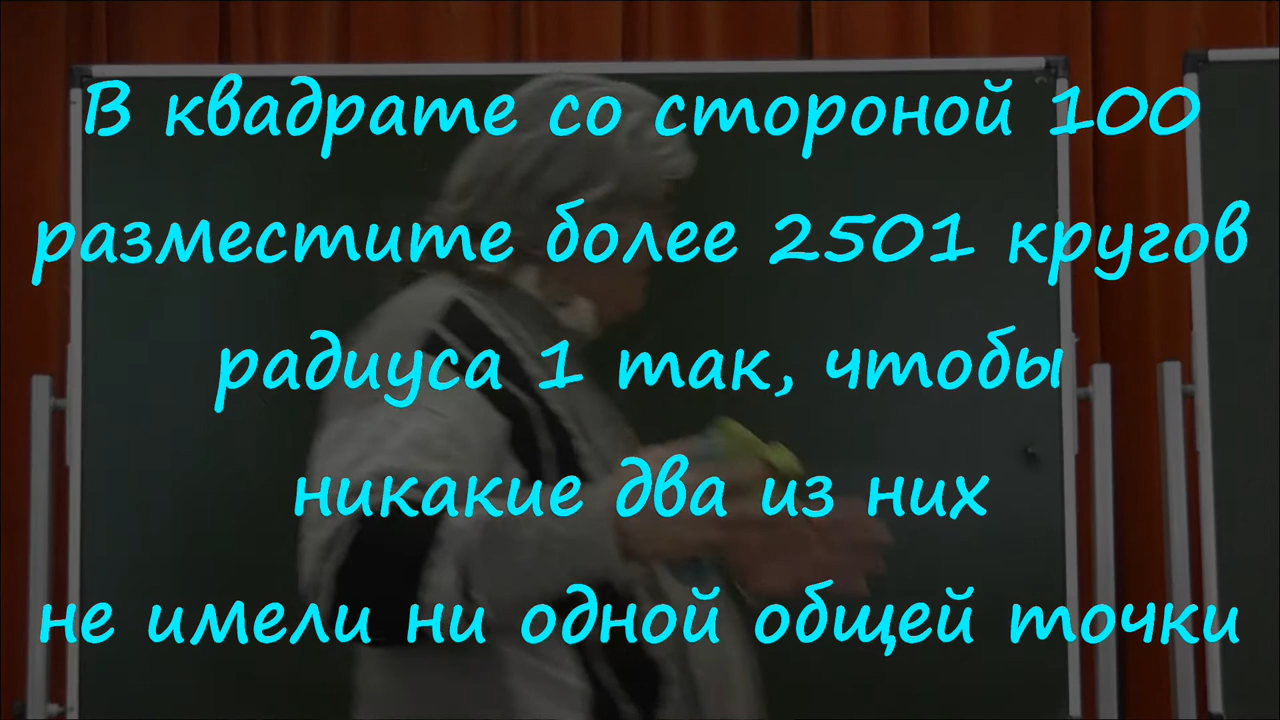 В квадрате со стороной 100
разместите более 2501 кругов
радиуса 1 так, чтобы
никакие два из них
не имели ни одной общей точки